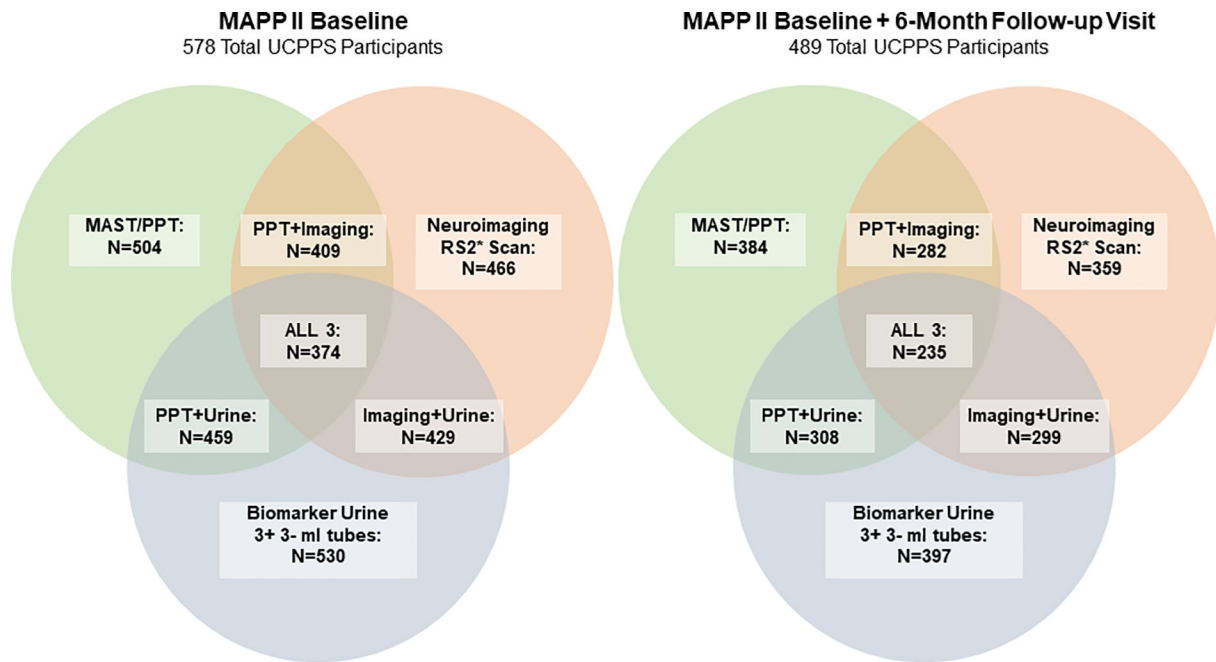 MAPP II Baseline
578 Total UCPPS Participants
MAST/PPT:
N=504
PPT+Imaging:
N=409
Neuroimaging
RS2* Scan:
N=466
ALL 3:
N=374
PPT+Urine:
N=459
Imaging+Urine:
N=429
Biomarker Urine
3+ 3- ml tubes:
N=530
MAPP II Baseline + 6-Month Follow-up Visit
489 Total UCPPS Participants
MAST/PPT:
N=384
PPT+Imaging:
N=282
Neuroimaging
RS2* Scan:
N=359
ALL 3:
N=235
PPT+Urine:
N=308
Imaging+Urine:
N=299
Biomarker Urine
3+ 3- ml tubes:
N=397